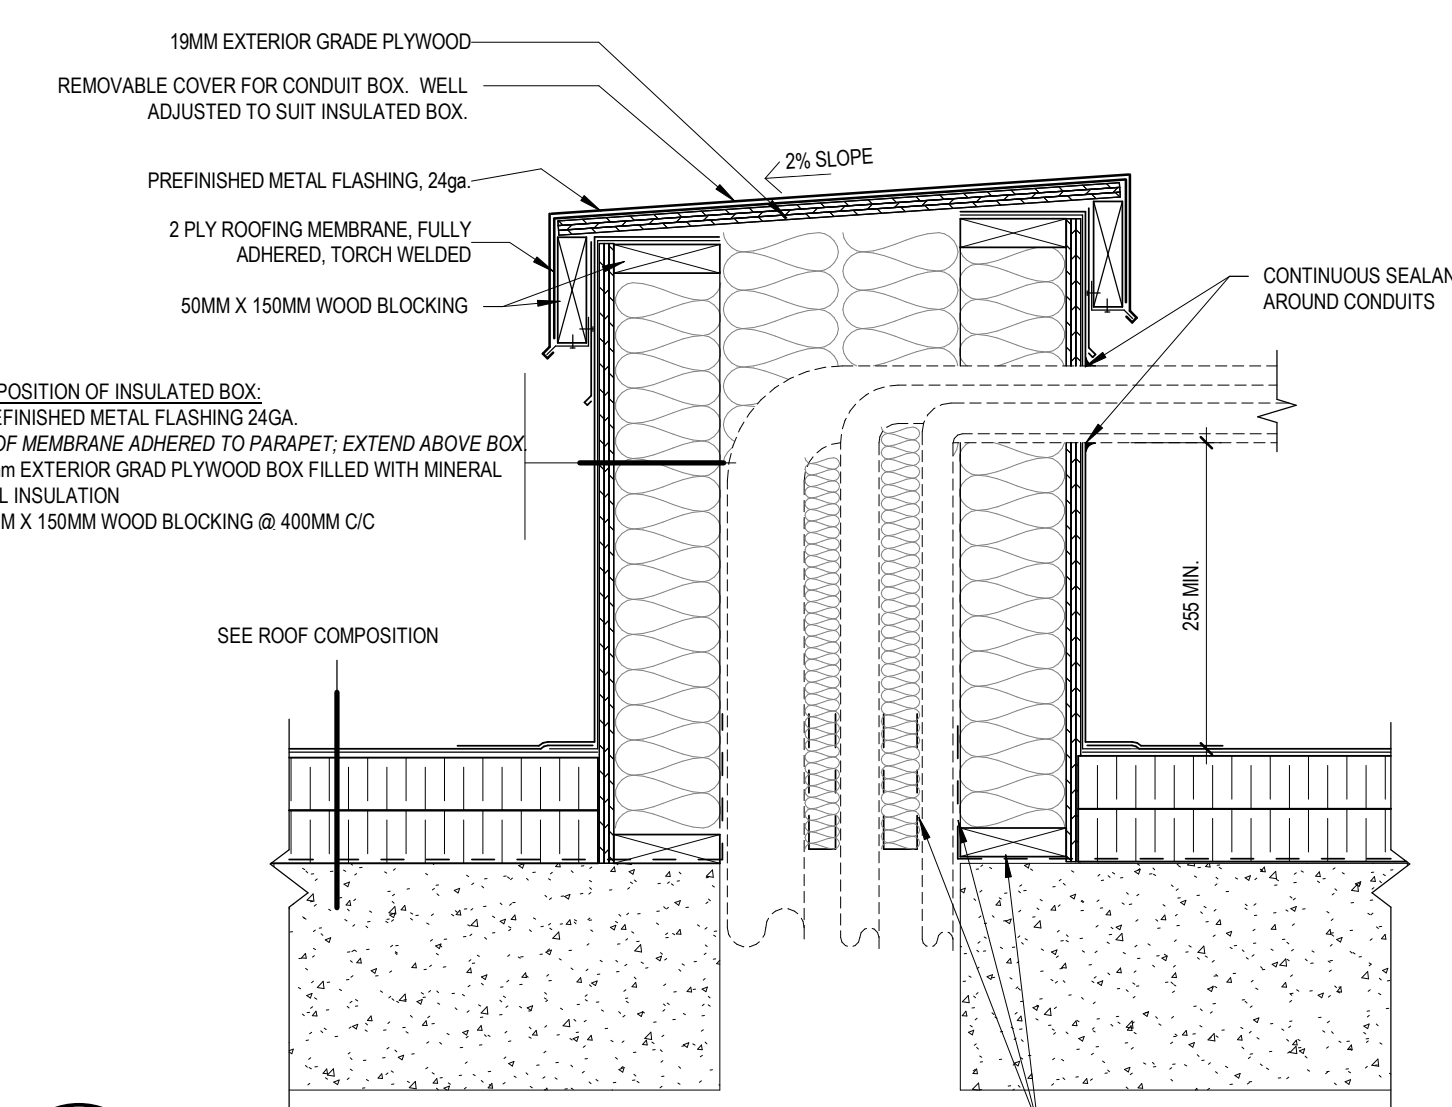 19MM EXTERIOR GRADE PLYWOOD
REMOVABLE COVER FOR CONDUIT BOX. WELL
ADJUSTED TO SUIT INSULATED BOX.
2% SLOPE
PREFINISHED METAL FLASHING, 24ga.
2 PLY ROOFING MEMBRANE, FULLY
ADHERED, TORCH WELDED
50MM X 150MM WOOD BLOCKING
CONTINUOUS SEALAN
AROUND CONDUITS
POSITION OF INSULATED BOX:
EFINISHED METAL FLASHING 24GA.
OF MEMBRANE ADHERED TO PARAPET; EXTEND ABOVE BOX.
m EXTERIOR GRAD PLYWOOD BOX FILLED WITH MINERAL
L INSULATION
M X 150MM WOOD BLOCKING @ 400MM C/C
255 MIN.
SEE ROOF COMPOSITION